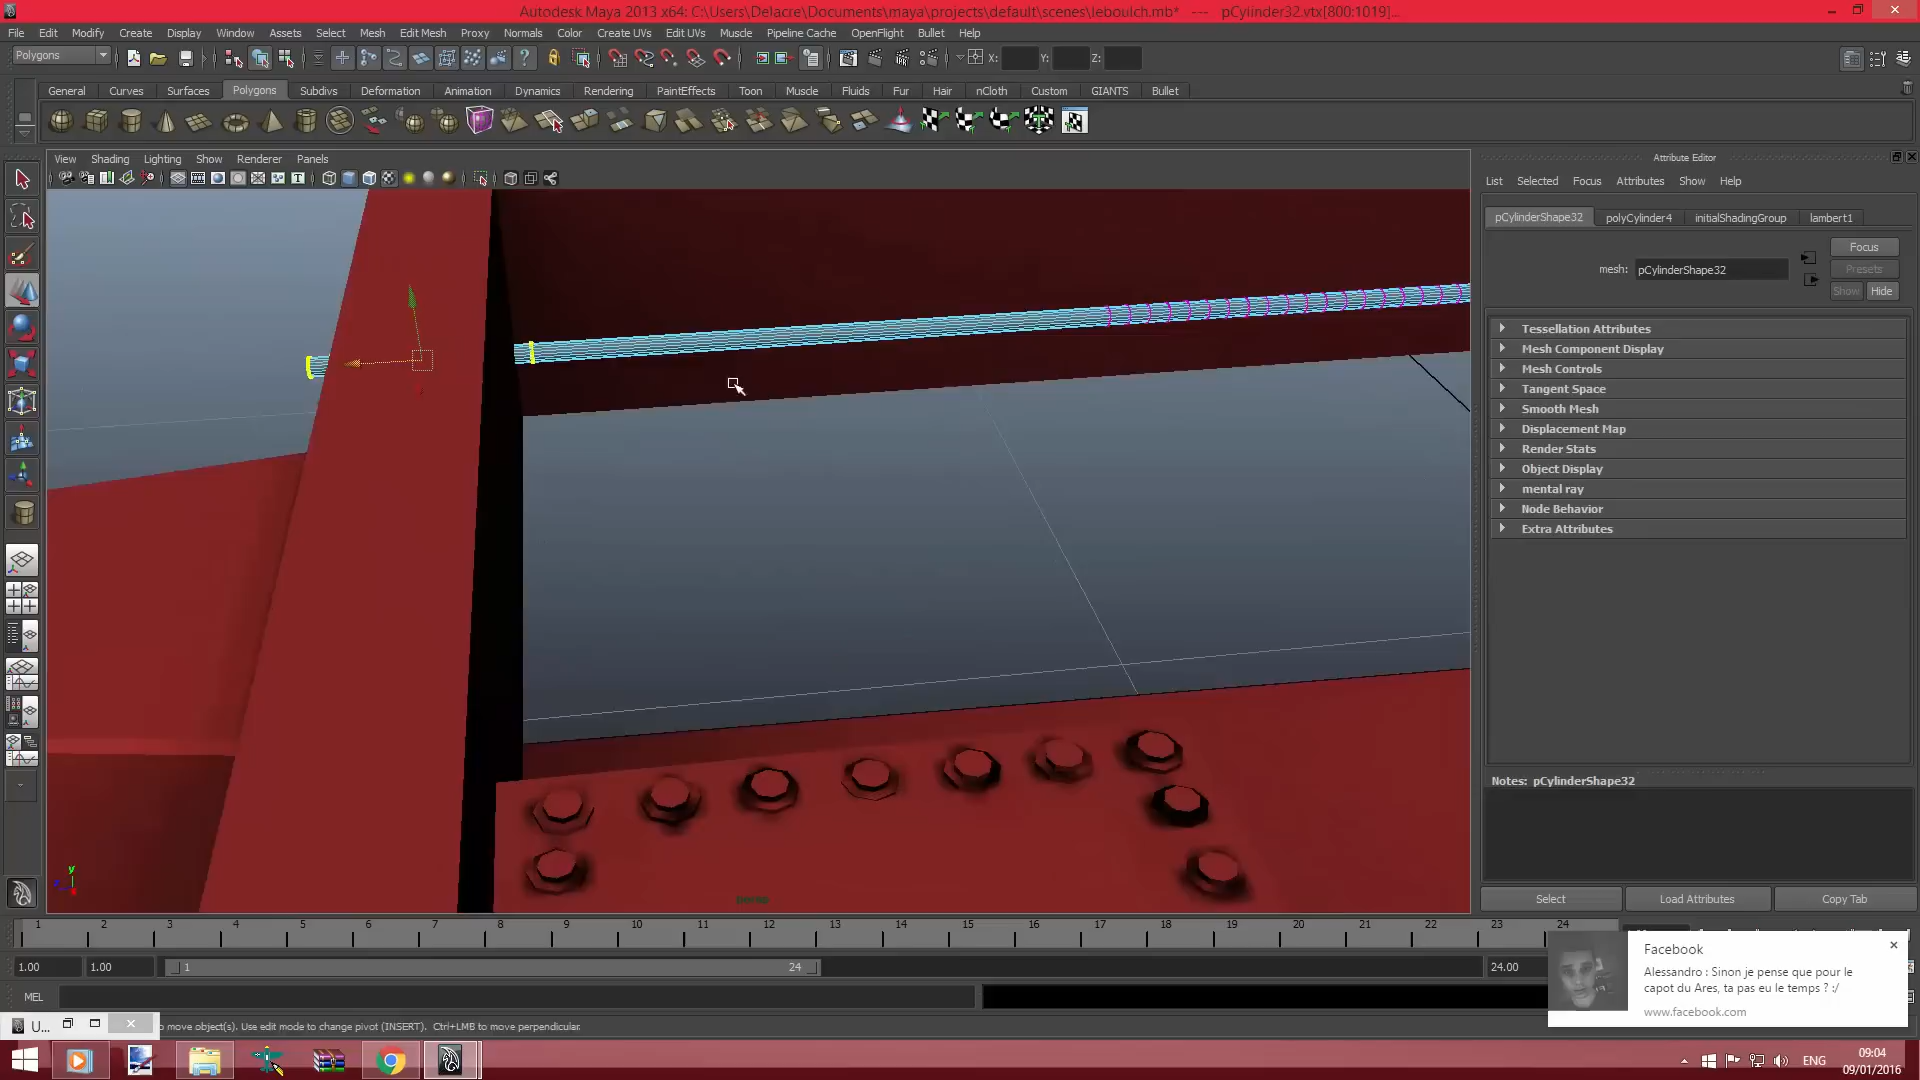 Autodesk Maya 2013 x64: C:\Users\Delacre\Documents\maya\projects\default\scenes\leboulch.mb* --- pCylinder32.vtx[800:1019]...
File Edit Modify Create Display Window Assets Select Mesh Edit Mesh Proxy Normals Color Create UVs Edit UVs Muscle Pipeline Cache OpenFlight Bullet Help
Polygons X: Y: Z:
General Curves Surfaces Polygons Subdivs Deformation Animation Dynamics Rendering PaintEffects Toon Muscle Fluids Fur Hair nCloth Custom GIANTS Bullet
View Shading Lighting Show Renderer Panels
Attribute Editor
List Selected Focus Attributes Show Help
pCylinderShape32 polyCylinder4 initialShadingGroup lambert1
Focus
mesh: pCylinderShape32 Presets
Show Hide
Tessellation Attributes
Mesh Component Display
Mesh Controls
Tangent Space
Smooth Mesh
Displacement Map
Render Stats
Object Display
mental ray
Node Behavior
Extra Attributes
Notes: pCylinderShape32
Select Load Attributes Copy Tab
y
persp
1 2 3 4 5 6 7 8 9 10 11 12 13 14 15 16 17 18 19 20 21 22 23 24
1.00 1.00 1 24 24.00
MEL
Facebook
Alessandro : Sinon je pense que pour le
capot du Ares, ta pas eu le temps ? :/
www.facebook.com
U... to move object(s). Use edit mode to change pivot (INSERT). Ctrl+LMB to move perpendicular.
ENG
09:04
09/01/2016